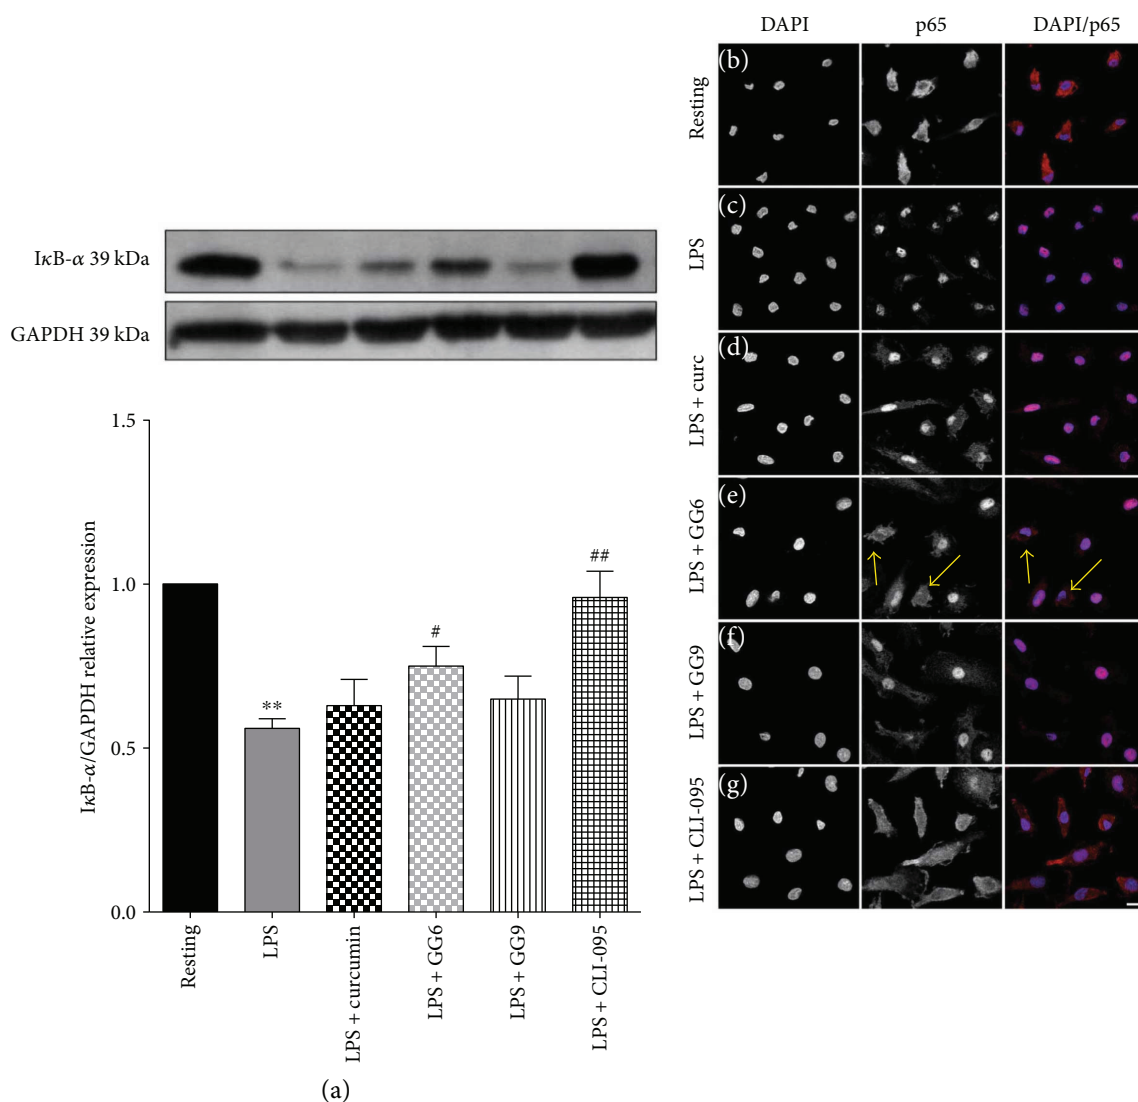 IκB-α 39 kDa
GAPDH 39 kDa
1.5
1.0
0.5
0.0
IκB-α/GAPDH relative expression
**
#
##
Resting
LPS
LPS + curcumin
LPS + GG6
LPS + GG9
LPS + CLI-095
(a)
DAPI
p65
DAPI/p65
(b)
Resting
(c)
LPS
(d)
LPS + curc
(e)
LPS + GG6
(f)
LPS + GG9
(g)
LPS + CLI-095